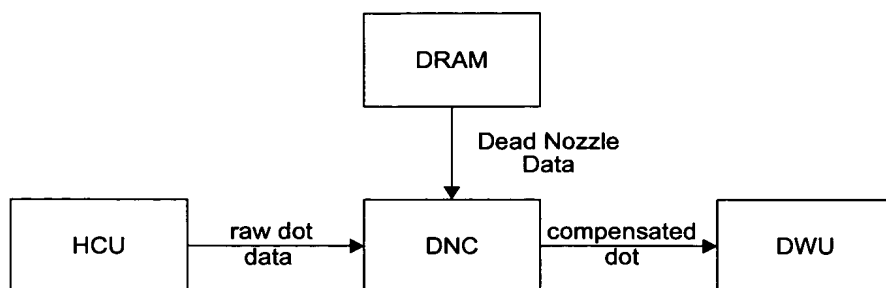 DRAM
Dead Nozzle
Data
HCU
raw dot
data
DNC
compensated
dot
DWU